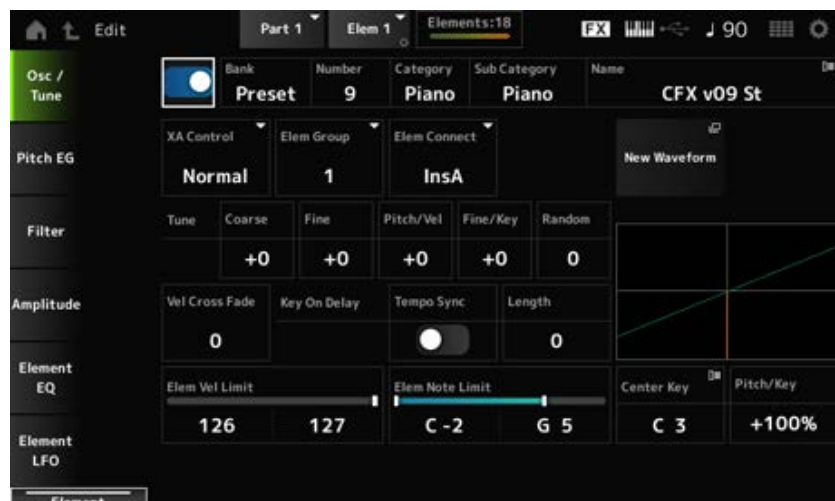 Edit Part 1 Elem 1 Elements:18 FX 90
Osc /
Tune
Bank Number Category Sub Category Name
Preset 9 Piano Piano CFX v09 St
Pitch EG
XA Control Elem Group Elem Connect
Normal 1 InsA
New Waveform
Filter
Tune Coarse Fine Pitch/Vel Fine/Key Random
+0 +0 +0 +0 0
Amplitude
Vel Cross Fade Key On Delay Tempo Sync Length
0 0
Element
EQ
Elem Vel Limit Elem Note Limit Center Key Pitch/Key
126 127 C -2 G 5 C 3 +100%
Element
LFO
Element